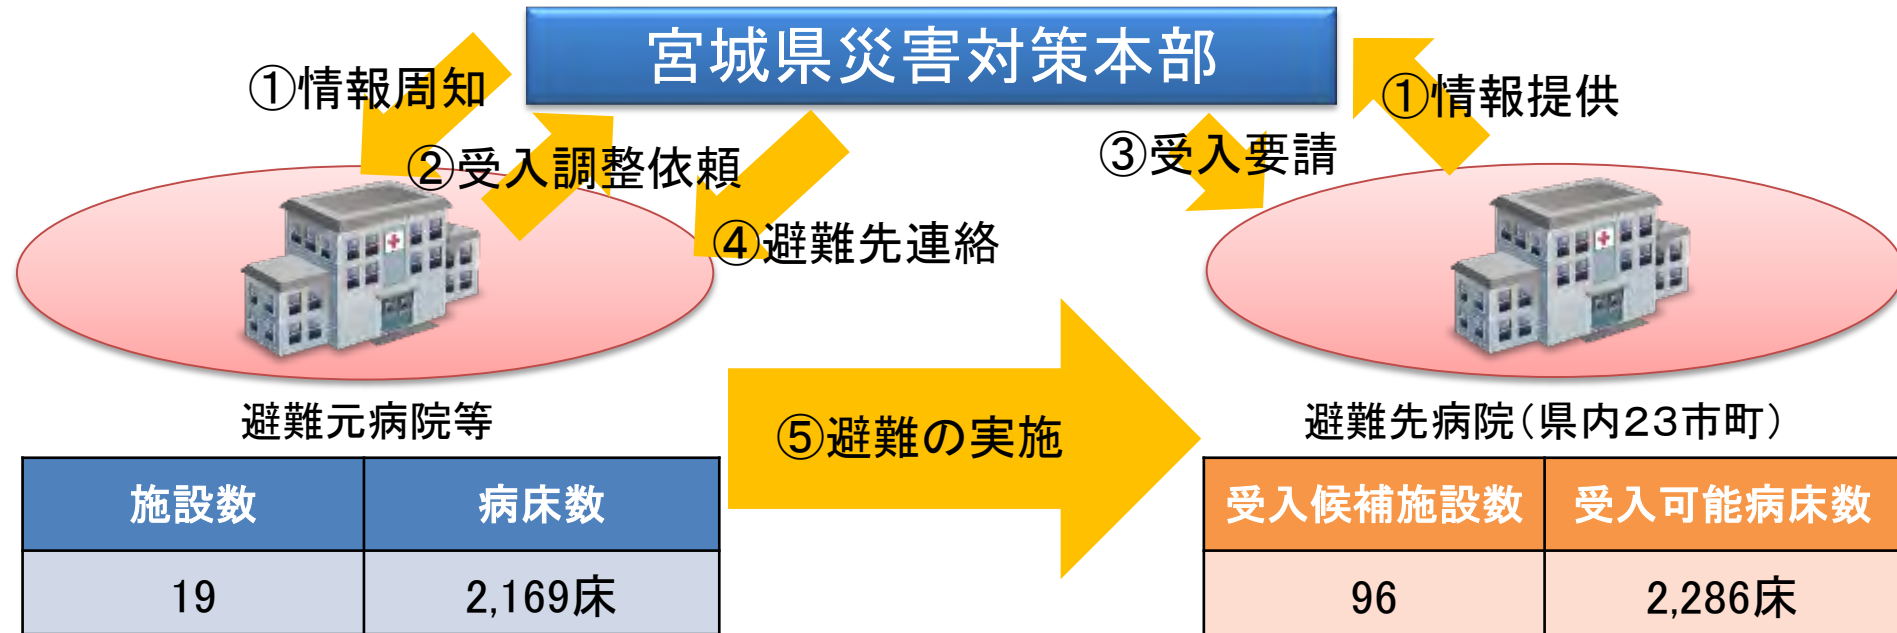 宮城県災害対策本部
①情報周知
①情報提供
②受入調整依頼
③受入要請
④避難先連絡
避難元病院等
⑤避難の実施
避難先病院（県内２３市町）
施設数 病床数
19 2,169床
受入候補施設数 受入可能病床数
96 2,286床